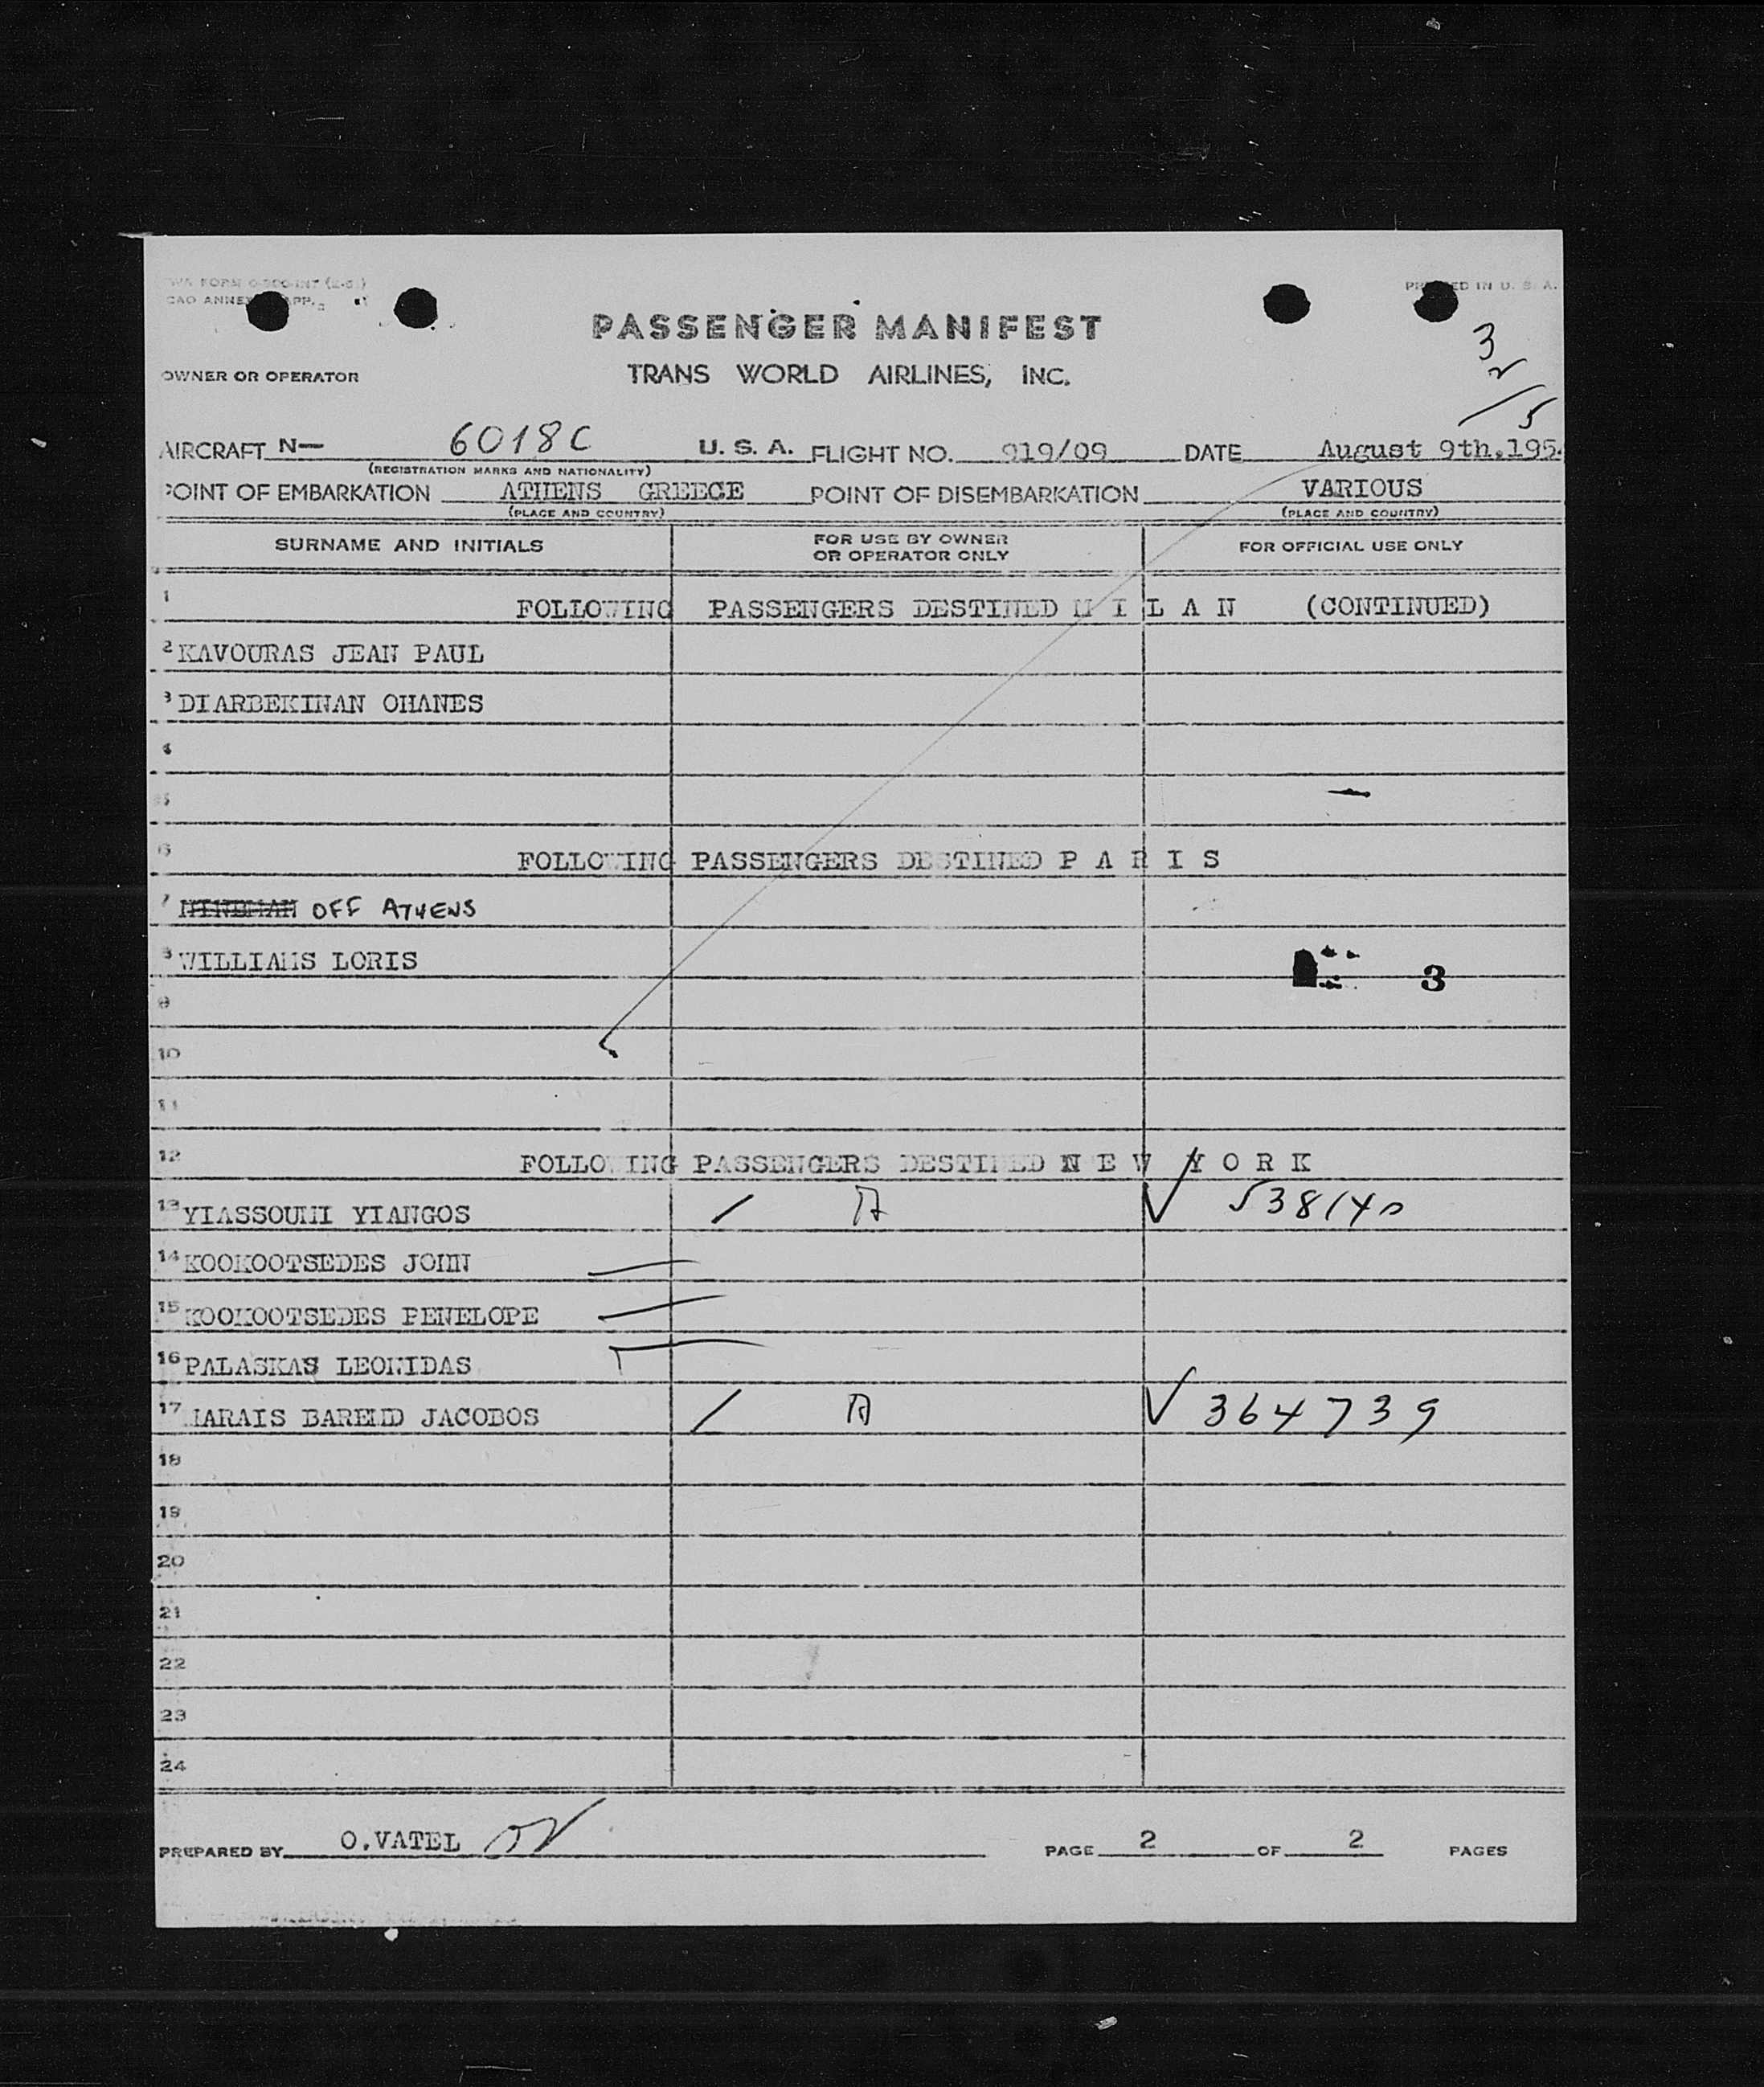 PRINTED IN U. S. A.
PASSENGER MANIFEST
OWNER OR OPERATOR TRANS WORLD AIRLINES, INC.
3
2
/5
AIRCRAFT N— 6018C U. S. A. FLIGHT NO. 919/09 DATE August 9th.195
(REGISTRATION MARKS AND NATIONALITY)
POINT OF EMBARKATION ATHENS GREECE POINT OF DISEMBARKATION VARIOUS
(PLACE AND COUNTRY) (PLACE AND COUNTRY)
SURNAME AND INITIALS FOR USE BY OWNER OR OPERATOR ONLY FOR OFFICIAL USE ONLY
1 FOLLOWING PASSENGERS DESTINED M I L A N (CONTINUED)
2 KAVOURAS JEAN PAUL
3 DIARBEKINAN OHANES
4
5
6 FOLLOWING PASSENGERS DESTINED P A R I S
7 OFF ATHENS
8 WILLIAMS LORIS
3
9
10
11
12 FOLLOWING PASSENGERS DESTINED N E W Y O R K
13 YIASSOUMI YIANGOS / A √ 538140
14 KOOKOOTSEDES JOHN
15 KOOKOOTSEDES PENELOPE
16 PALASKAS LEONIDAS
17 MARAIS BAREND JACOBOS / A √ 364739
18
19
20
21
22
23
24
PREPARED BY O.VATEL OV PAGE 2 OF 2 PAGES